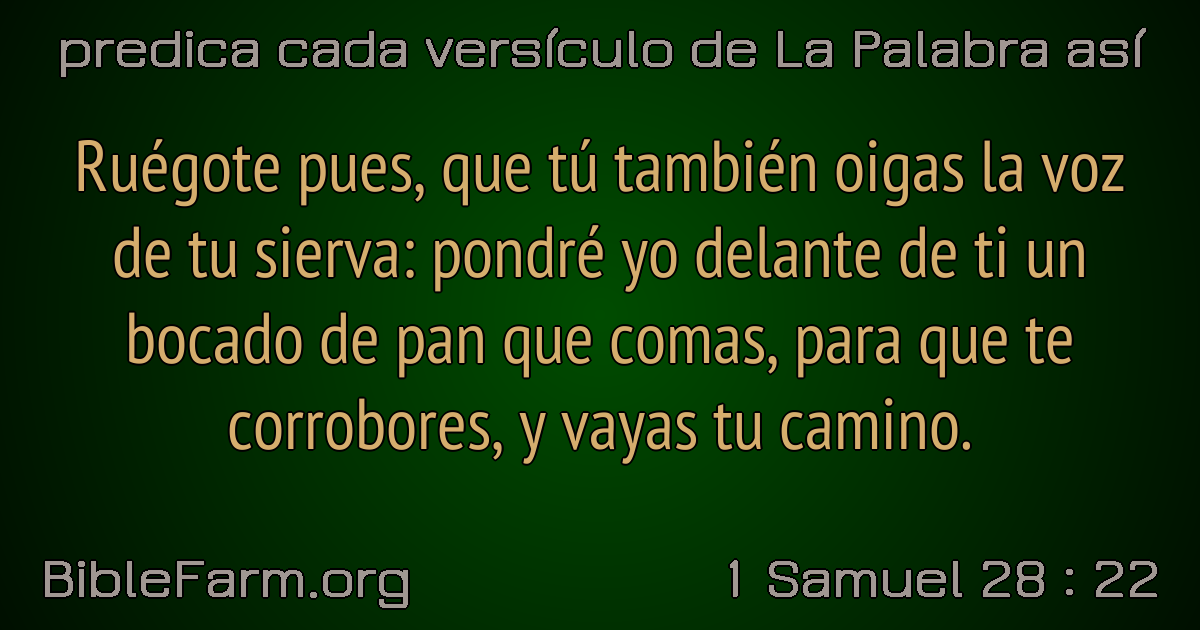 predica cada versículo de La Palabra así
Ruégote pues, que tú también oigas la voz
de tu sierva: pondré yo delante de ti un
bocado de pan que comas, para que te
corrobores, y vayas tu camino.
BibleFarm.org
1 Samuel 28 : 22